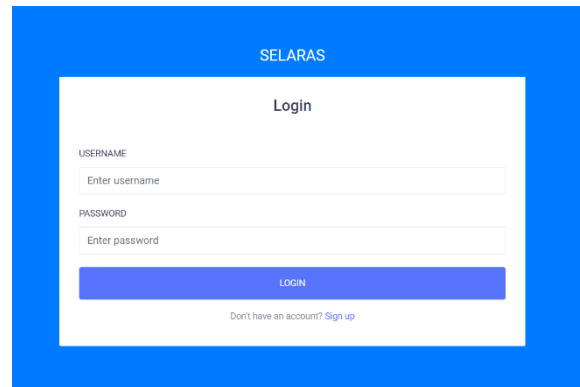 SELARAS
Login
USERNAME
Enter username
PASSWORD
Enter password
LOGIN
Don't have an account? Sign up